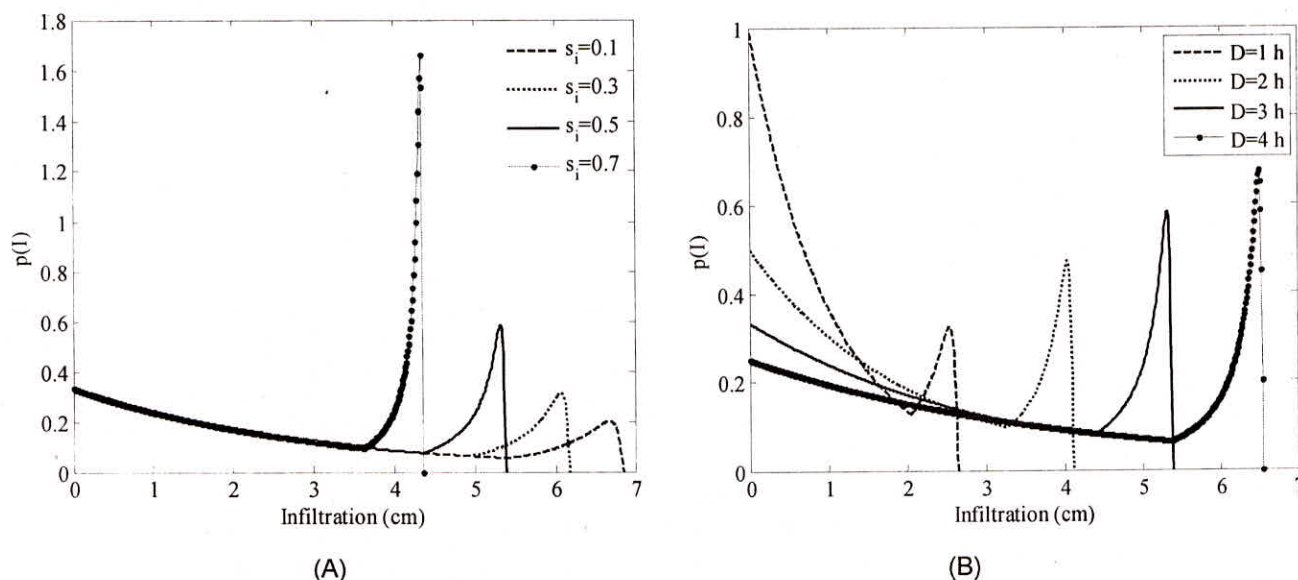 1.8
1.6
1.4
1.2
1
0.8
0.6
0.4
0.2
0
p(I)
0 1 2 3 4 5 6 7
Infiltration (cm)
s_i=0.1
s_i=0.3
s_i=0.5
s_i=0.7
(A)
1
0.8
0.6
0.4
0.2
0
p(I)
0 1 2 3 4 5 6 7
Infiltration (cm)
D=1 h
D=2 h
D=3 h
D=4 h
(B)